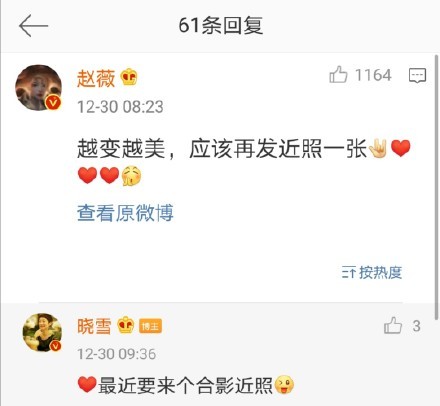 61条回复
赵薇
1164
12-30 08:23
越变越美，应该再发近照一张
查看原微博
按热度
晓雪 博主
3
12-30 09:36
最近要来个合影近照